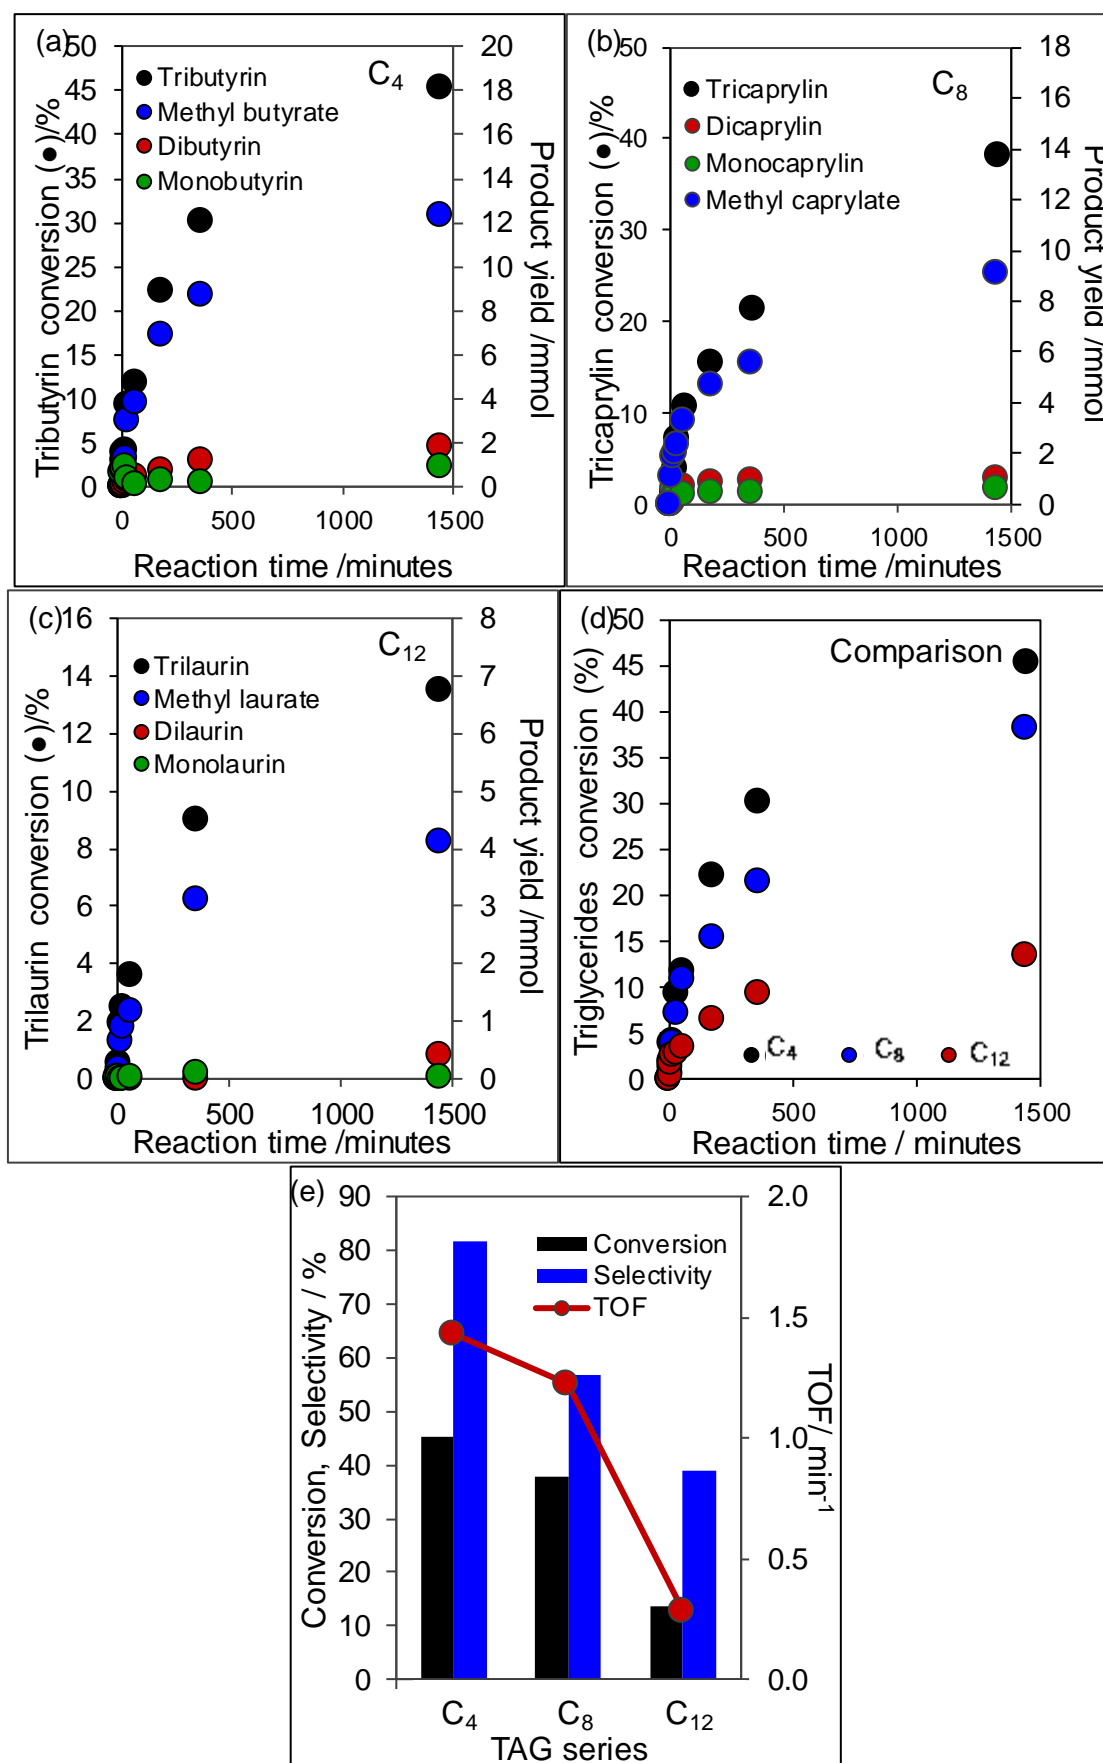 (a)
C4
Tributyrin
Methyl butyrate
Dibutyrin
Monobutyrin
Tributyrin conversion (●)/%
50
45
40
35
30
25
20
15
10
5
0
20
18
16
14
12
10
8
6
4
2
0
Product yield /mmol
0 500 1000 1500
Reaction time /minutes
(b)
C8
Tricaprylin
Dicaprylin
Monocaprylin
Methyl caprylate
Tricaprylin conversion (●)/%
50
40
30
20
10
0
18
16
14
12
10
8
6
4
2
0
Product yield /mmol
0 500 1000 1500
Reaction time /minutes
(c)
C12
Trilaurin
Methyl laurate
Dilaurin
Monolaurin
Trilaurin conversion (●)/%
16
14
12
10
8
6
4
2
0
8
7
6
5
4
3
2
1
0
Product yield /mmol
0 500 1000 1500
Reaction time /minutes
(d)
Comparison
Triglycerides conversion (%)
50
45
40
35
30
25
20
15
10
5
0
C4 C8 C12
0 500 1000 1500
Reaction time / minutes
(e)
Conversion
Selectivity
TOF
Conversion, Selectivity / %
90
80
70
60
50
40
30
20
10
0
2.0
1.5
1.0
0.5
0.0
TOF/ min-1
C4 C8 C12
TAG series